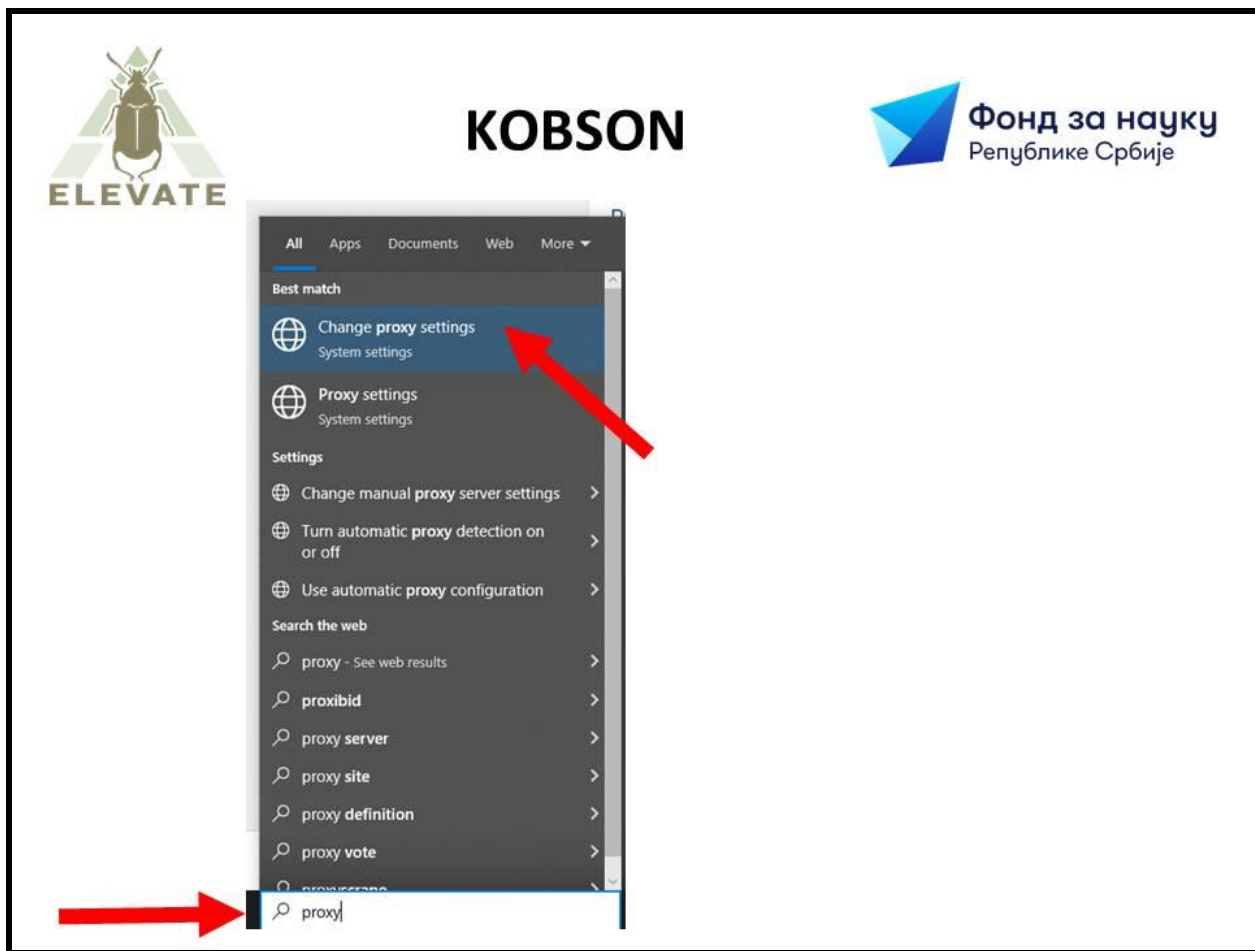 ELEVATE
KOBSON
Фонд за науку
Републике Србије
All Apps Documents Web More
Best match
Change proxy settings
System settings
Proxy settings
System settings
Settings
Change manual proxy server settings
Turn automatic proxy detection on
or off
Use automatic proxy configuration
Search the web
proxy - See web results
proxibid
proxy server
proxy site
proxy definition
proxy vote
proxy